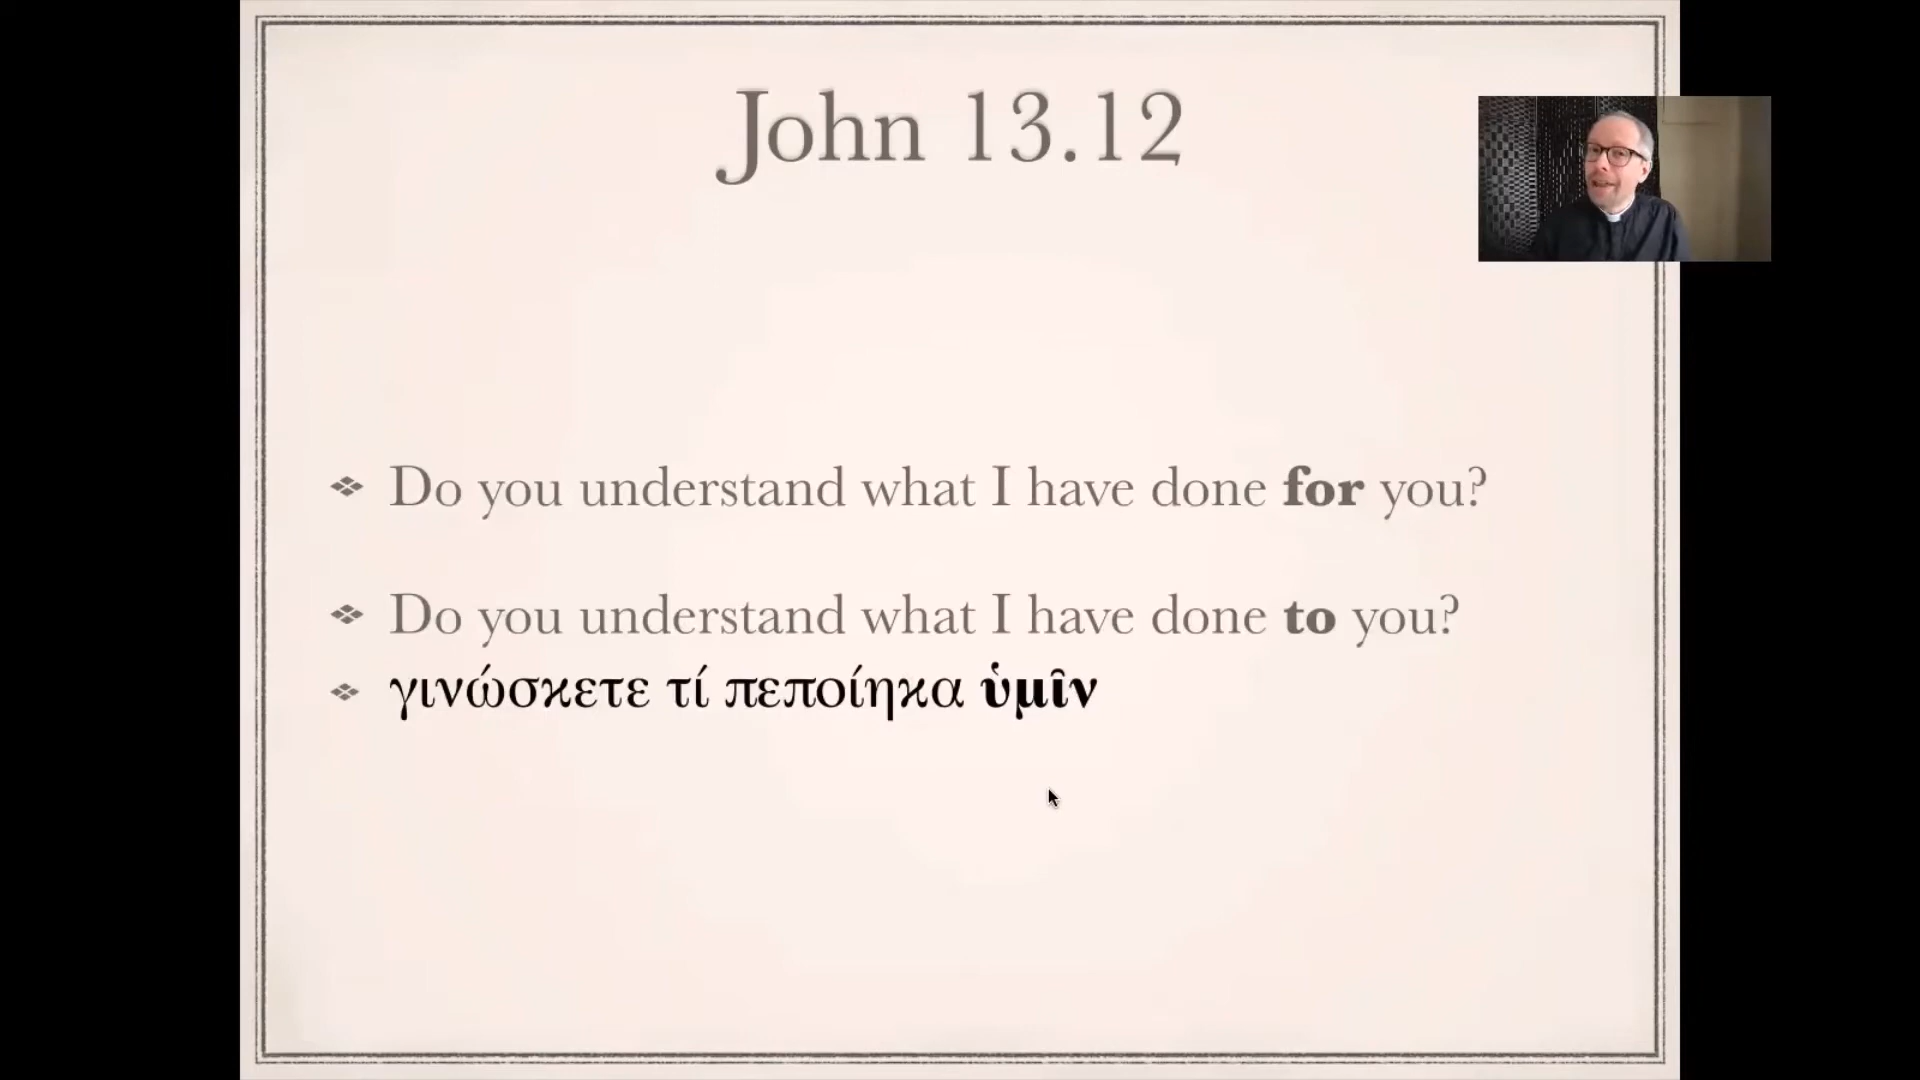 John 13.12
Do you understand what I have done for you?
Do you understand what I have done to you?
γινώσκετε τί πεποίηκα ὑμῖν